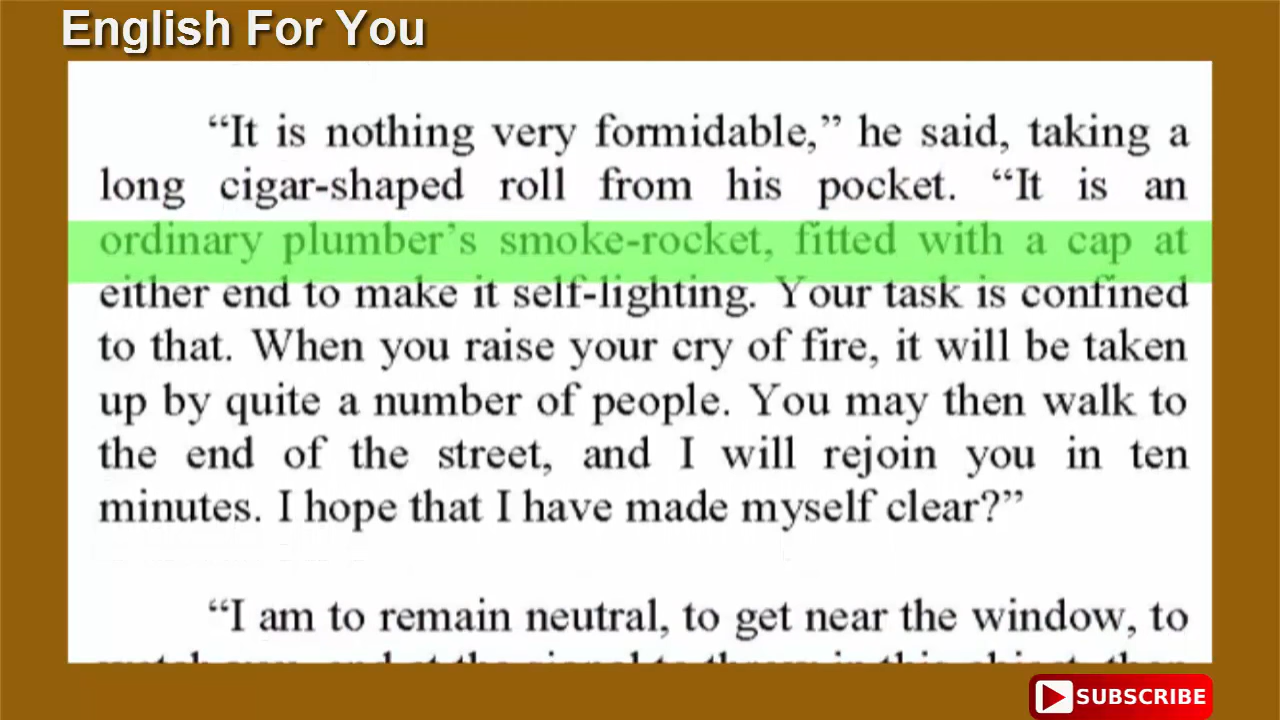 English For You
“It is nothing very formidable,” he said, taking a
long cigar-shaped roll from his pocket. “It is an
ordinary plumber’s smoke-rocket, fitted with a cap at
either end to make it self-lighting. Your task is confined
to that. When you raise your cry of fire, it will be taken
up by quite a number of people. You may then walk to
the end of the street, and I will rejoin you in ten
minutes. I hope that I have made myself clear?”
“I am to remain neutral, to get near the window, to
SUBSCRIBE